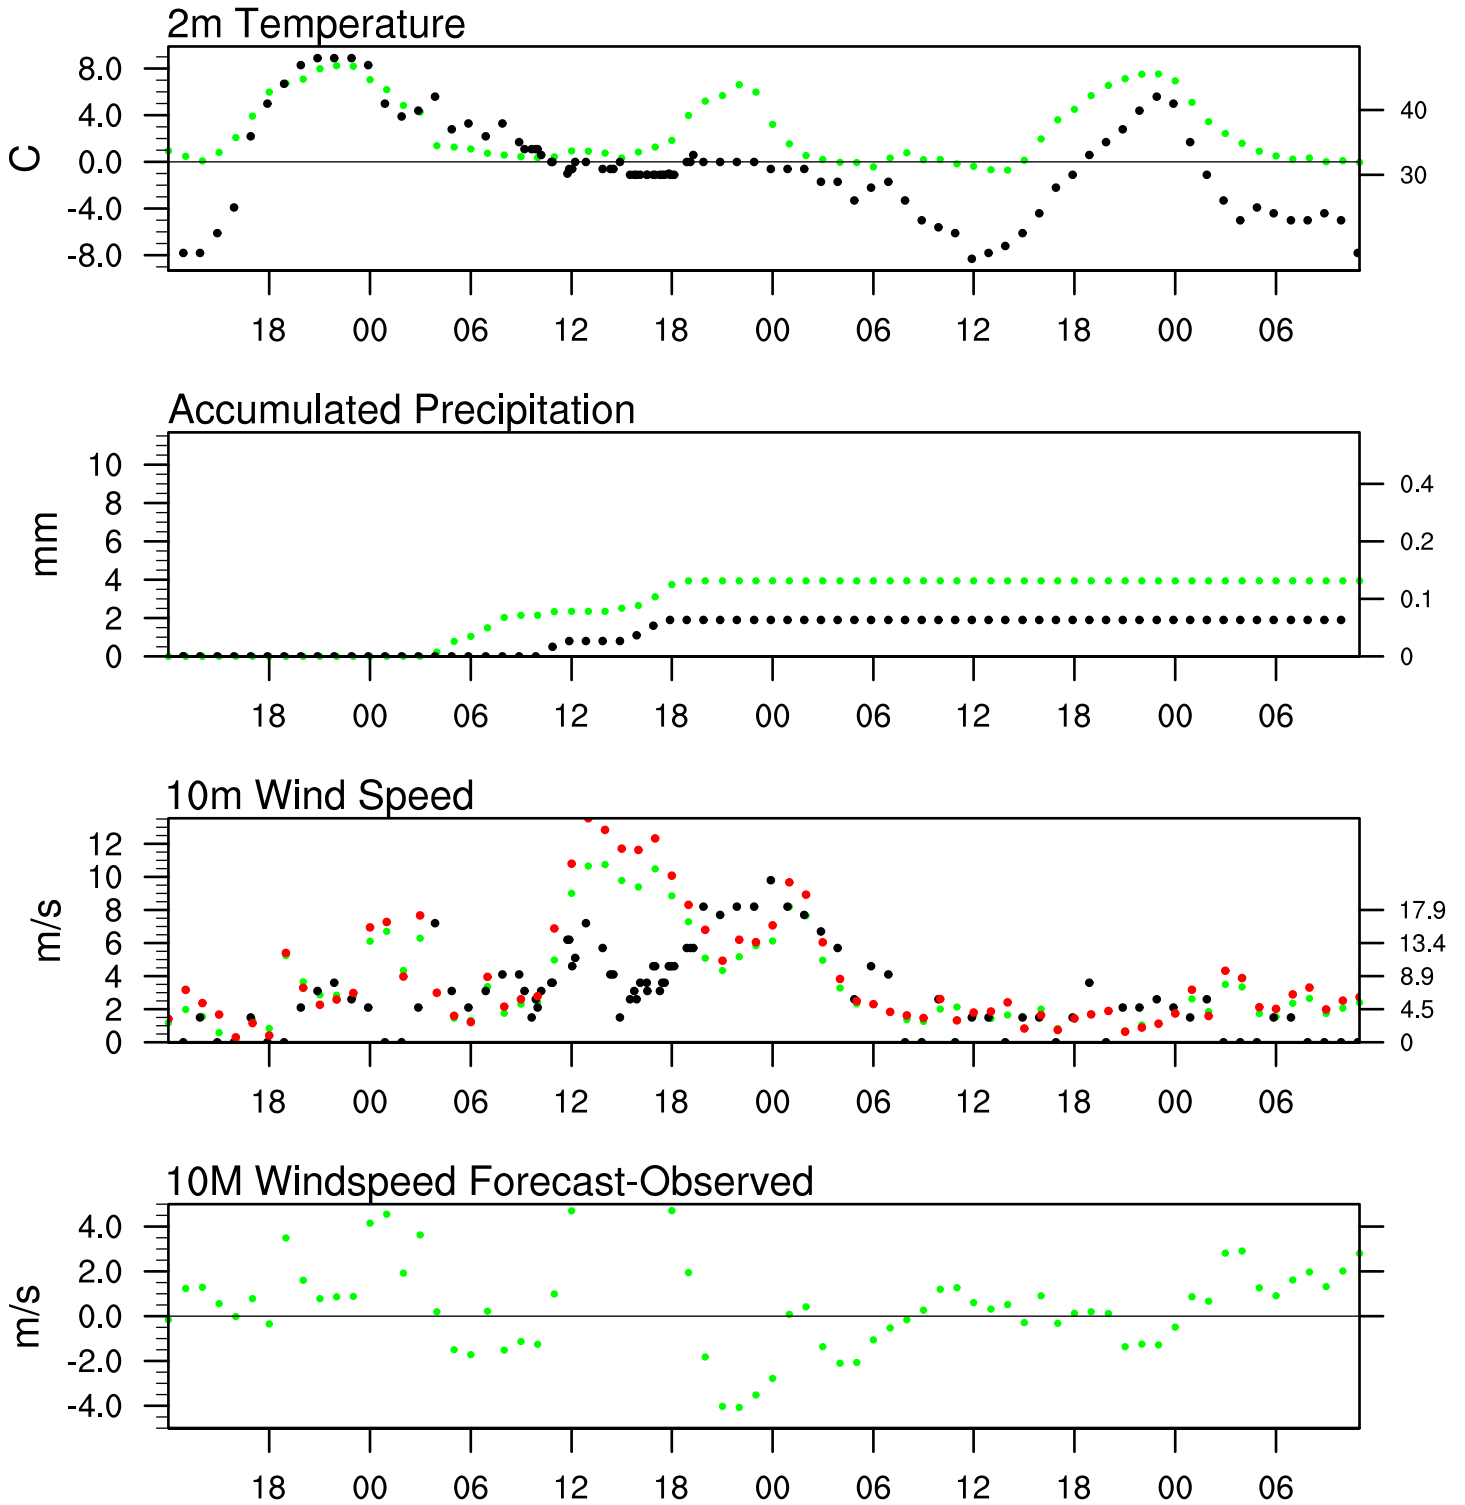 2m Temperature
8.0
4.0
0.0
-4.0
-8.0
C
40
30
18 00 06 12 18 00 06 12 18 00 06
Accumulated Precipitation
10
8
6
4
2
0
mm
0.4
0.2
0.1
0
18 00 06 12 18 00 06 12 18 00 06
10m Wind Speed
12
10
8
6
4
2
0
m/s
17.9
13.4
8.9
4.5
0
18 00 06 12 18 00 06 12 18 00 06
10M Windspeed Forecast-Observed
4.0
2.0
0.0
-2.0
-4.0
m/s
18 00 06 12 18 00 06 12 18 00 06